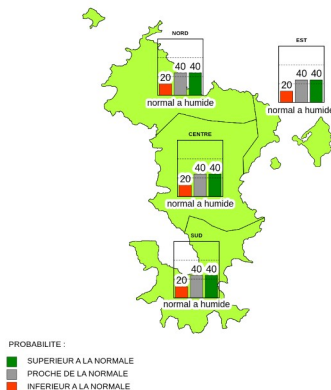 NORD
20 40 40
normal a humide
EST
20 40 40
normal a humide
CENTRE
20 40 40
normal a humide
SUD
20 40 40
normal a humide
PROBABILITE :
SUPERIEUR A LA NORMALE
PROCHE DE LA NORMALE
INFERIEUR A LA NORMALE